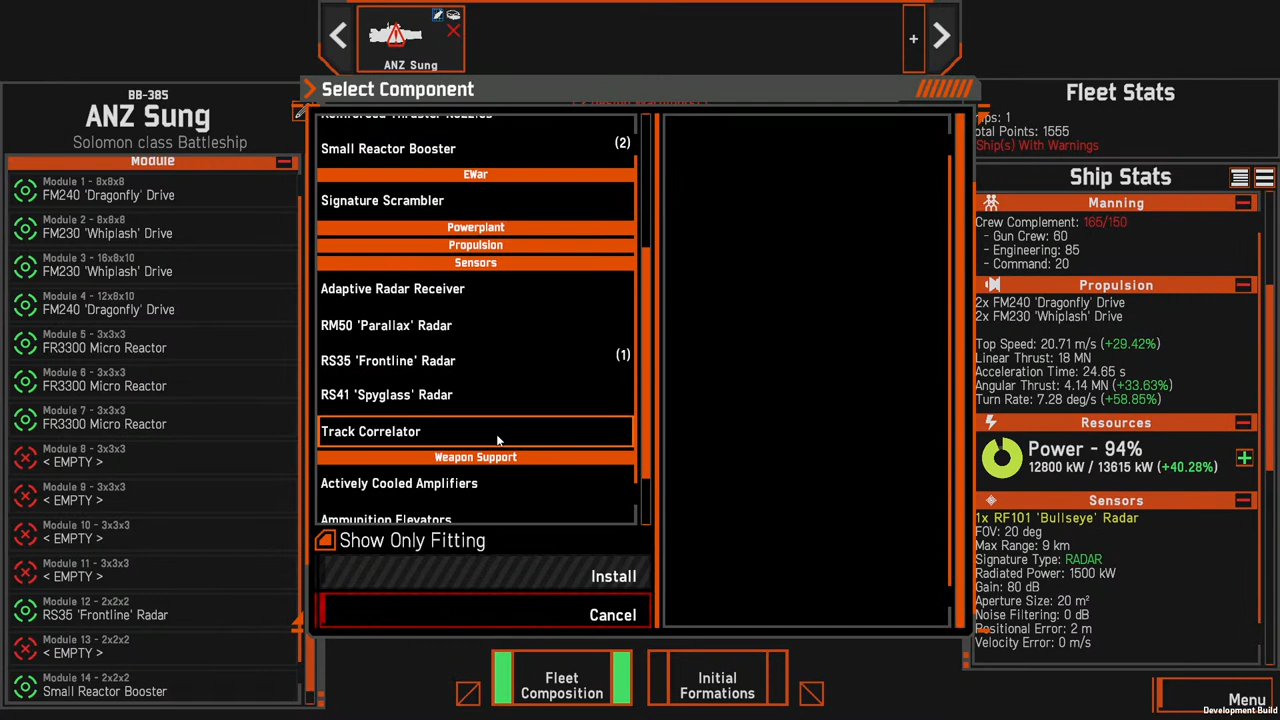 ANZ Sung
+
Select Component
BB-385
ANZ Sung
Solomon class Battleship
Module
Module 1 - 8x8x8
FM240 'Dragonfly' Drive
Module 2 - 8x8x8
FM230 'Whiplash' Drive
Module 3 - 16x8x10
FM230 'Whiplash' Drive
Module 4 - 12x8x10
FM240 'Dragonfly' Drive
Module 5 - 3x3x3
FR3300 Micro Reactor
Module 6 - 3x3x3
FR3300 Micro Reactor
Module 7 - 3x3x3
FR3300 Micro Reactor
Module 8 - 3x3x3
< EMPTY >
Module 9 - 3x3x3
< EMPTY >
Module 10 - 3x3x3
< EMPTY >
Module 11 - 3x3x3
< EMPTY >
Module 12 - 2x2x2
RS35 'Frontline' Radar
Module 13 - 2x2x2
< EMPTY >
Module 14 - 2x2x2
Small Reactor Booster
Reinforced Thruster Nozzles
Small Reactor Booster (2)
EWar
Signature Scrambler
Powerplant
Propulsion
Sensors
Adaptive Radar Receiver
RM50 'Parallax' Radar
RS35 'Frontline' Radar (1)
RS41 'Spyglass' Radar
Track Correlator
Weapon Support
Actively Cooled Amplifiers
Ammunition Elevators
Show Only Fitting
Install
Cancel
Fleet Composition
Initial Formations
Fleet Stats
ips: 1
otal Points: 1555
Ship(s) With Warnings
Ship Stats
Manning
Crew Complement: 165/150
- Gun Crew: 60
- Engineering: 85
- Command: 20
Propulsion
2x FM240 'Dragonfly' Drive
2x FM230 'Whiplash' Drive
Top Speed: 20.71 m/s (+29.42%)
Linear Thrust: 18 MN
Acceleration Time: 24.65 s
Angular Thrust: 4.14 MN (+33.63%)
Turn Rate: 7.28 deg/s (+58.85%)
Resources
Power - 94%
12800 kW / 13615 kW (+40.28%)
Sensors
1x RF101 'Bullseye' Radar
FOV: 20 deg
Max Range: 9 km
Signature Type: RADAR
Radiated Power: 1500 kW
Gain: 80 dB
Aperture Size: 20 m²
Noise Filtering: 0 dB
Positional Error: 2 m
Velocity Error: 0 m/s
Menu
Development Build